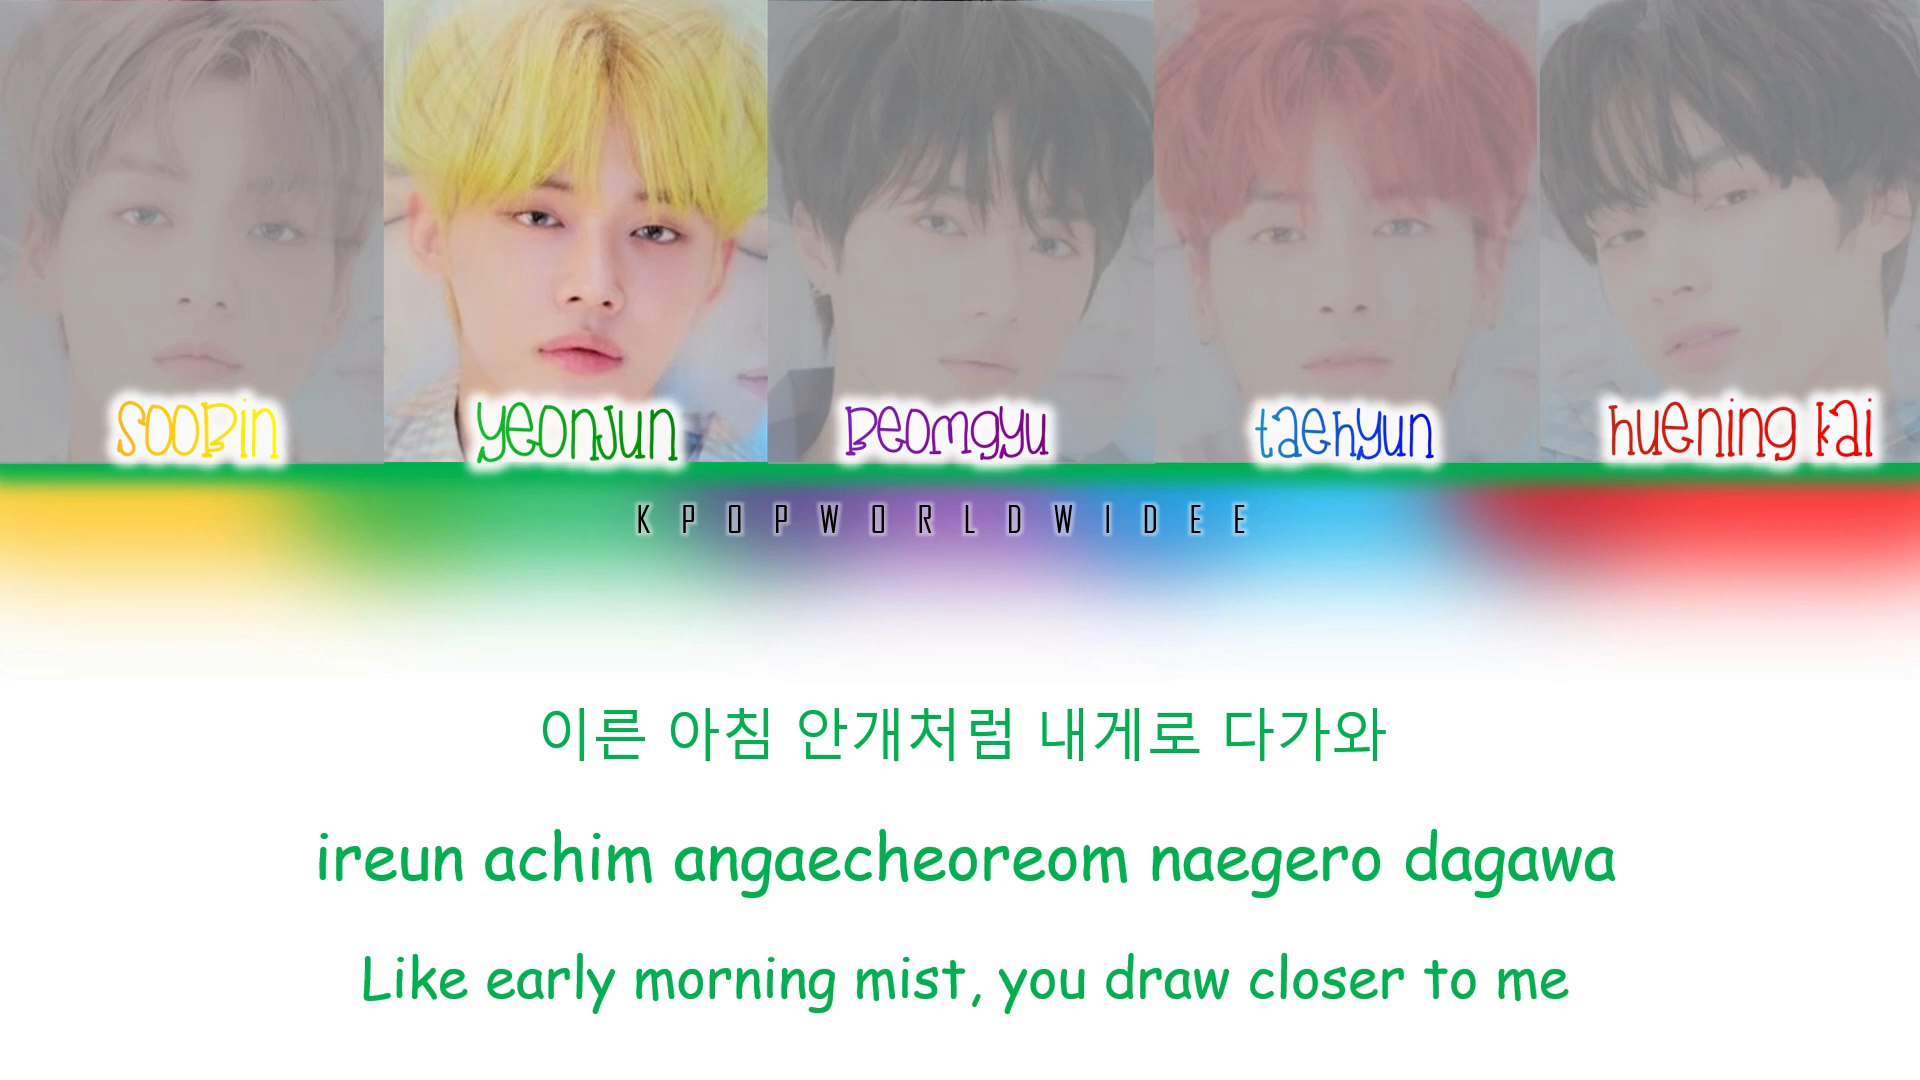 SOOBin
YEONJUN
BEOMGYU
taEHYUN
HUENING KAI
KPOPWORLDWIDEE
이른 아침 안개처럼 내게로 다가와
ireun achim angaecheoreom naegero dagawa
Like early morning mist, you draw closer to me